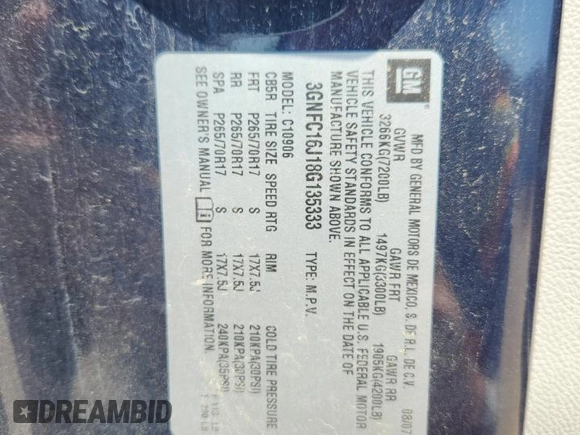 GM
MFD BY GENERAL MOTORS DE MEXICO, S. DE R.L. DE C.V. 08/07
GVWR GAWR FRT GAWR RR
3266KG(7200LB) 1497KG(3300LB) 1905KG(4200LB)
THIS VEHICLE CONFORMS TO ALL APPLICABLE U.S. FEDERAL MOTOR
VEHICLE SAFETY STANDARDS IN EFFECT ON THE DATE OF
MANUFACTURE SHOWN ABOVE.
3GNFC16J18G135333 TYPE: M.P.V.
MODEL: C10906
CB5R TIRE SIZE SPEED RTG RIM COLD TIRE PRESSURE
FRT P265/70R17 S 17X7.5J 210KPA(30PSI)
RR P265/70R17 S 17X7.5J 210KPA(30PSI)
SPA P265/70R17 S 17X7.5J 240KPA(35PSI)
SEE OWNER'S MANUAL FOR MORE INFORMATION.
DREAMBID